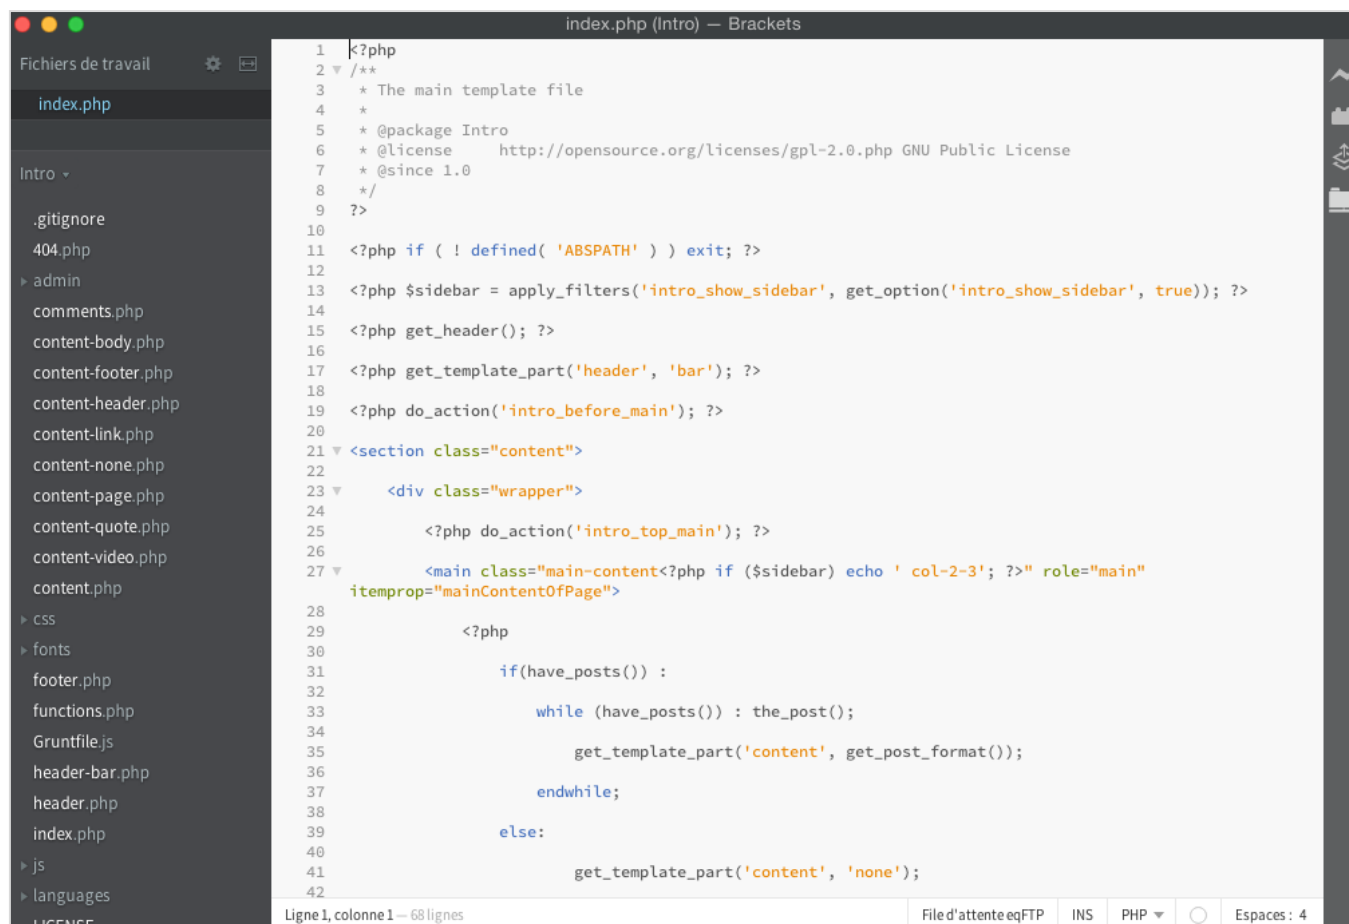 index.php (Intro) — Brackets
Fichiers de travail
index.php
Intro
.gitignore
404.php
admin
comments.php
content-body.php
content-footer.php
content-header.php
content-link.php
content-none.php
content-page.php
content-quote.php
content-video.php
content.php
css
fonts
footer.php
functions.php
Gruntfile.js
header-bar.php
header.php
index.php
js
languages
LICENSE
1 <?php
2 /**
3  * The main template file
4  *
5  * @package Intro
6  * @license     http://opensource.org/licenses/gpl-2.0.php GNU Public License
7  * @since 1.0
8  */
9 ?>
10
11 <?php if ( ! defined( 'ABSPATH' ) ) exit; ?>
12
13 <?php $sidebar = apply_filters('intro_show_sidebar', get_option('intro_show_sidebar', true)); ?>
14
15 <?php get_header(); ?>
16
17 <?php get_template_part('header', 'bar'); ?>
18
19 <?php do_action('intro_before_main'); ?>
20
21 <section class="content">
22
23     <div class="wrapper">
24
25         <?php do_action('intro_top_main'); ?>
26
27         <main class="main-content<?php if ($sidebar) echo ' col-2-3'; ?>" role="main"
itemprop="mainContentOfPage">
28
29             <?php
30
31                 if(have_posts()) :
32
33                     while (have_posts()) : the_post();
34
35                         get_template_part('content', get_post_format());
36
37                     endwhile;
38
39                 else:
40
41                         get_template_part('content', 'none');
42
Ligne 1, colonne 1 — 68 lignes
File d'attente eqFTP
INS
PHP
Espaces : 4